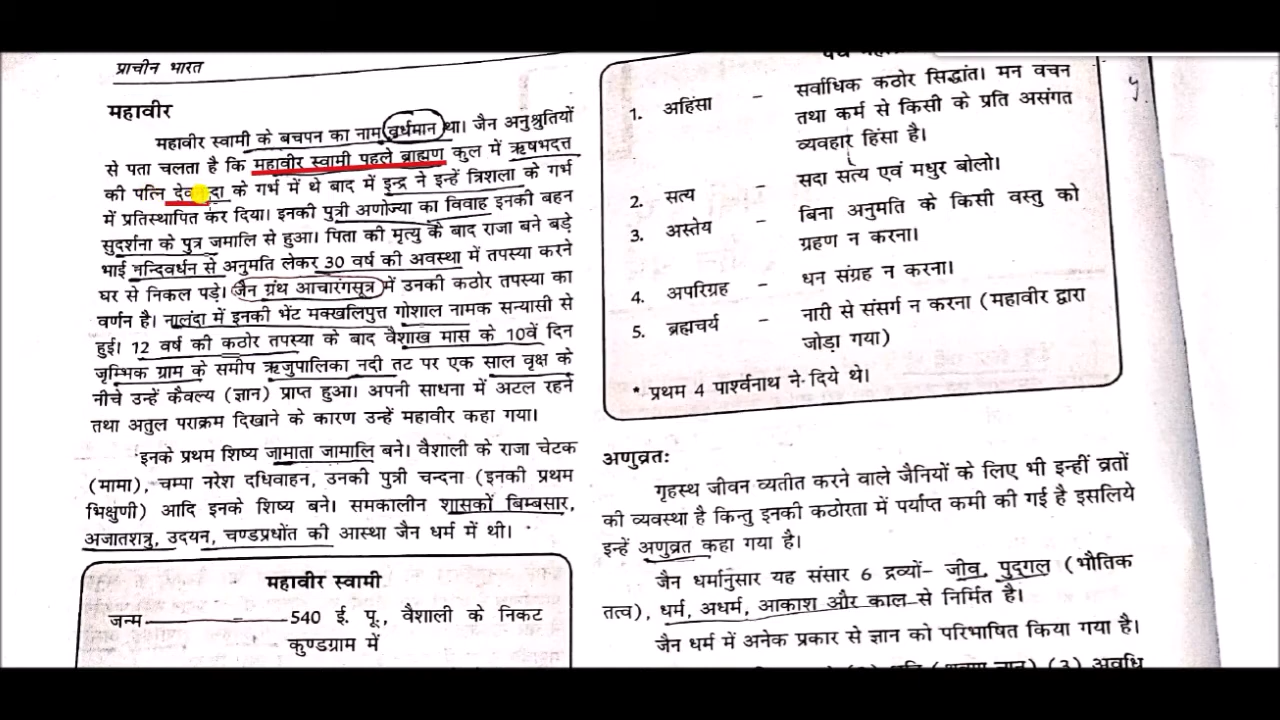 प्राचीन भारत
महावीर
महावीर स्वामी के बचपन का नाम वर्धमान था। जैन अनुश्रुतियों
से पता चलता है कि महावीर स्वामी पहले ब्राह्मण कुल में ऋषभदत्त
की पत्नि के गर्भ में थे बाद में इन्द्र ने इन्हें त्रिशला के गर्भ
में प्रतिस्थापित कर दिया। इनकी पुत्री अणोज्या का विवाह इनकी बहन
सुदर्शना के पुत्र जमालि से हुआ। पिता की मृत्यु के बाद राजा बने बड़े
भाई नन्दिवर्धन से अनुमति लेकर 30 वर्ष की अवस्था में तपस्या करने
घर से निकल पड़े। जैन ग्रंथ आचारंगसूत्र में उनकी कठोर तपस्या का
वर्णन है। नालंदा में इनकी भेंट मक्खलिपुत्त गोशाल नामक सन्यासी से
हुई। 12 वर्ष की कठोर तपस्या के बाद वैशाख मास के 10वें दिन
जृम्भिक ग्राम के समीप ऋजुपालिका नदी तट पर एक साल वृक्ष के
नीचे उन्हें कैवल्य (ज्ञान) प्राप्त हुआ। अपनी साधना में अटल रहने
तथा अतुल पराक्रम दिखाने के कारण उन्हें महावीर कहा गया।
इनके प्रथम शिष्य जामाता जामालि बने। वैशाली के राजा चेटक
(मामा), चम्पा नरेश दधिवाहन, उनकी पुत्री चन्दना (इनकी प्रथम
भिक्षुणी) आदि इनके शिष्य बने। समकालीन शासकों बिम्बसार,
अजातशत्रु, उदयन, चण्डप्रधोंत की आस्था जैन धर्म में थी।
महावीर स्वामी
जन्म 540 ई. पू., वैशाली के निकट
कुण्डग्राम में
1. अहिंसा – सर्वाधिक कठोर सिद्धांत। मन वचन
तथा कर्म से किसी के प्रति असंगत
व्यवहार हिंसा है।
2. सत्य – सदा सत्य एवं मधुर बोलो।
3. अस्तेय – बिना अनुमति के किसी वस्तु को
ग्रहण न करना।
4. अपरिग्रह – धन संग्रह न करना।
5. ब्रह्मचर्य – नारी से संसर्ग न करना (महावीर द्वारा
जोड़ा गया)
* प्रथम 4 पार्श्वनाथ ने दिये थे।
अणुव्रतः
गृहस्थ जीवन व्यतीत करने वाले जैनियों के लिए भी इन्हीं व्रतों
की व्यवस्था है किन्तु इनकी कठोरता में पर्याप्त कमी की गई है इसलिये
इन्हें अणुव्रत कहा गया है।
जैन धर्मानुसार यह संसार 6 द्रव्यों– जीव, पुद्गल (भौतिक
तत्व), धर्म, अधर्म, आकाश और काल से निर्मित है।
जैन धर्म में अनेक प्रकार से ज्ञान को परिभाषित किया गया है।
(3) अवधि